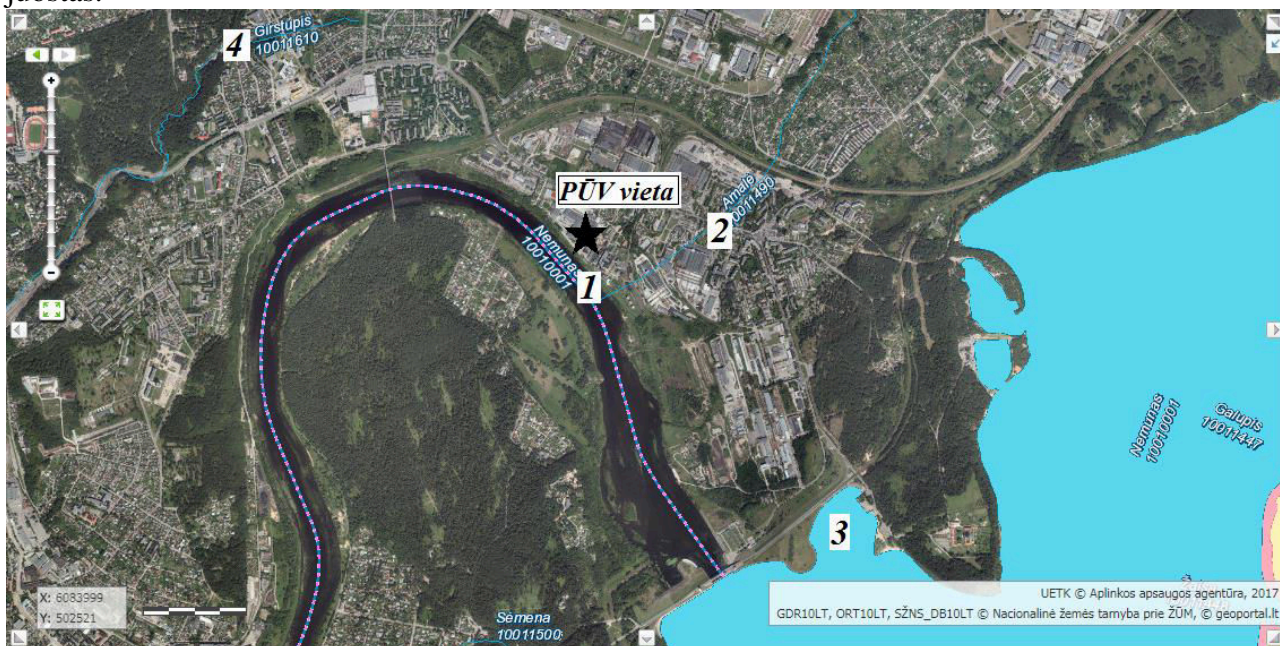 juostas.
Girstupis
10011610
4
PŪV vieta
Amalė
10011490
2
Nemunas
10010001
1
Nemunas
10010001
Galupis
10011447
3
X: 6083999
Y: 502521
Sėmena
10011500
UETK © Aplinkos apsaugos agentūra, 2017
GDR10LT, ORT10LT, SŽNS_DB10LT © Nacionalinė žemės tarnyba prie ŽŪM, © geoportal.lt